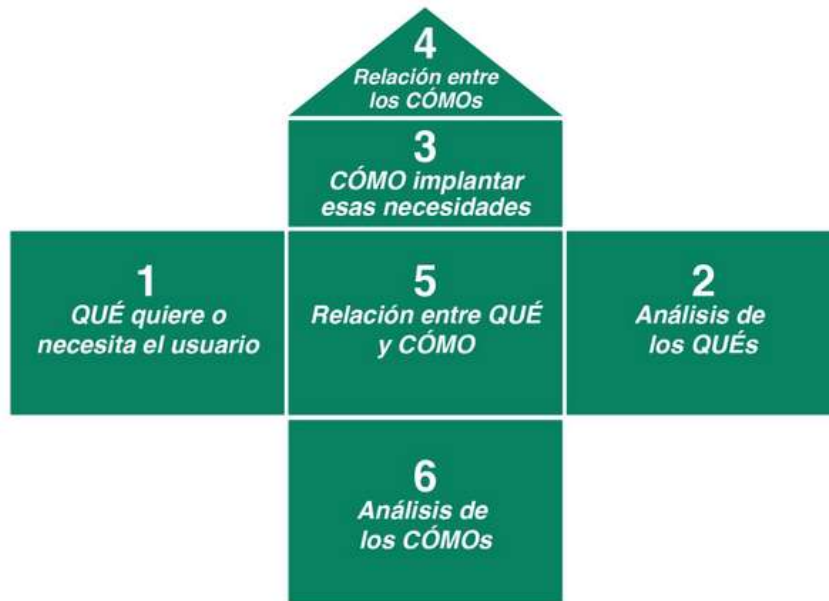 4
Relación entre
los CÓMOs
3
CÓMO implantar
esas necesidades
1
QUÉ quiere o
necesita el usuario
5
Relación entre QUÉ
y CÓMO
2
Análisis de
los QUÉs
6
Análisis de
los CÓMOs